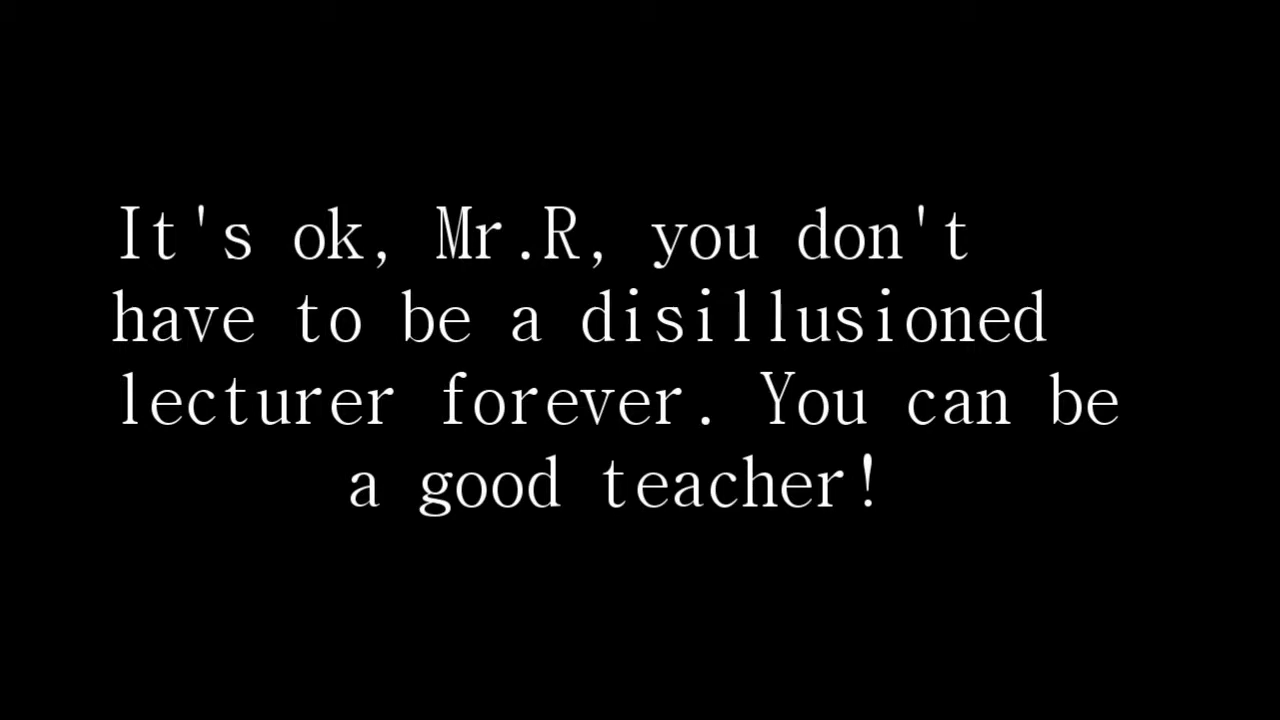 It's ok, Mr.R, you don't
have to be a disillusioned
lecturer forever. You can be
a good teacher!